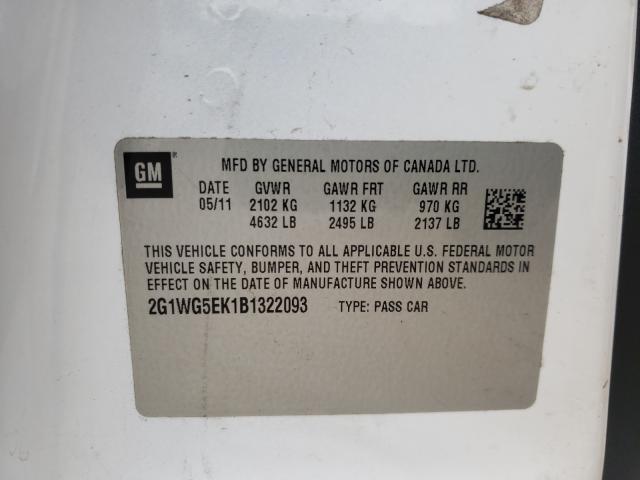 GM
MFD BY GENERAL MOTORS OF CANADA LTD.
DATE GVWR GAWR FRT GAWR RR
05/11 2102 KG 1132 KG 970 KG
4632 LB 2495 LB 2137 LB
THIS VEHICLE CONFORMS TO ALL APPLICABLE U.S. FEDERAL MOTOR
VEHICLE SAFETY, BUMPER, AND THEFT PREVENTION STANDARDS IN
EFFECT ON THE DATE OF MANUFACTURE SHOWN ABOVE.
2G1WG5EK1B1322093 TYPE: PASS CAR